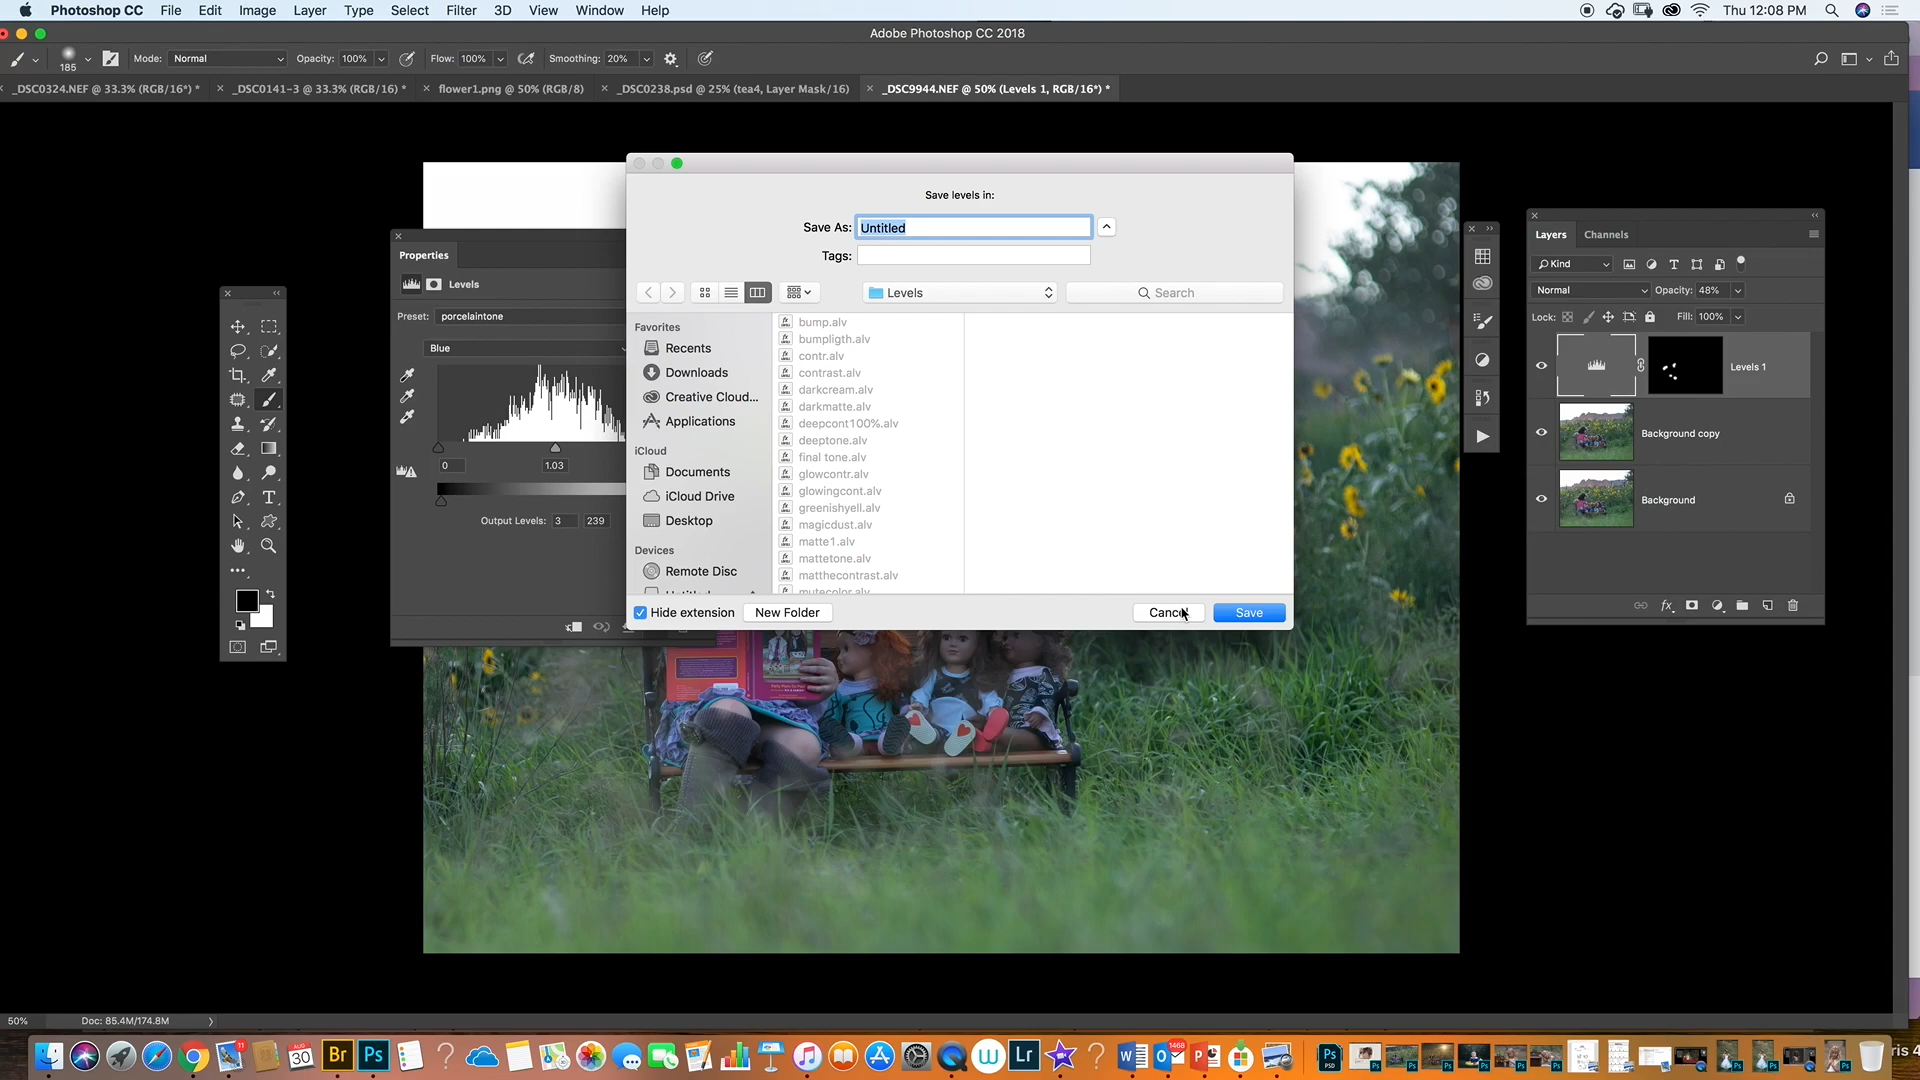 Photoshop CC File Edit Image Layer Type Select Filter 3D View Window Help Thu 12:08 PM
Adobe Photoshop CC 2018
185 Mode: Normal Opacity: 100% Flow: 100% Smoothing: 20%
_DSC0324.NEF @ 33.3% (RGB/16*) * _DSC0141-3 @ 33.3% (RGB/16) * flower1.png @ 50% (RGB/8) _DSC0238.psd @ 25% (tea4, Layer Mask/16) _DSC9944.NEF @ 50% (Levels 1, RGB/16*) *
Save levels in:
Save As: Untitled
Tags:
Levels
Search
Favorites
Recents
Downloads
Creative Cloud...
Applications
iCloud
Documents
iCloud Drive
Desktop
Devices
Remote Disc
bump.alv
bumpligth.alv
contr.alv
contrast.alv
darkcream.alv
darkmatte.alv
deepcont100%.alv
deeptone.alv
final tone.alv
glowcontr.alv
glowingcont.alv
greenishyell.alv
magicdust.alv
matte1.alv
mattetone.alv
matthecontrast.alv
mutecolor.alv
Hide extension New Folder Cancel Save
Properties
Levels
Preset: porcelaintone
Blue
0 1.03
Output Levels: 3 239
Layers Channels
Kind
Normal Opacity: 48%
Lock: Fill: 100%
Levels 1
Background copy
Background
50% Doc: 85.4M/174.8M
11 AUG 30 Br Ps Lr 1468